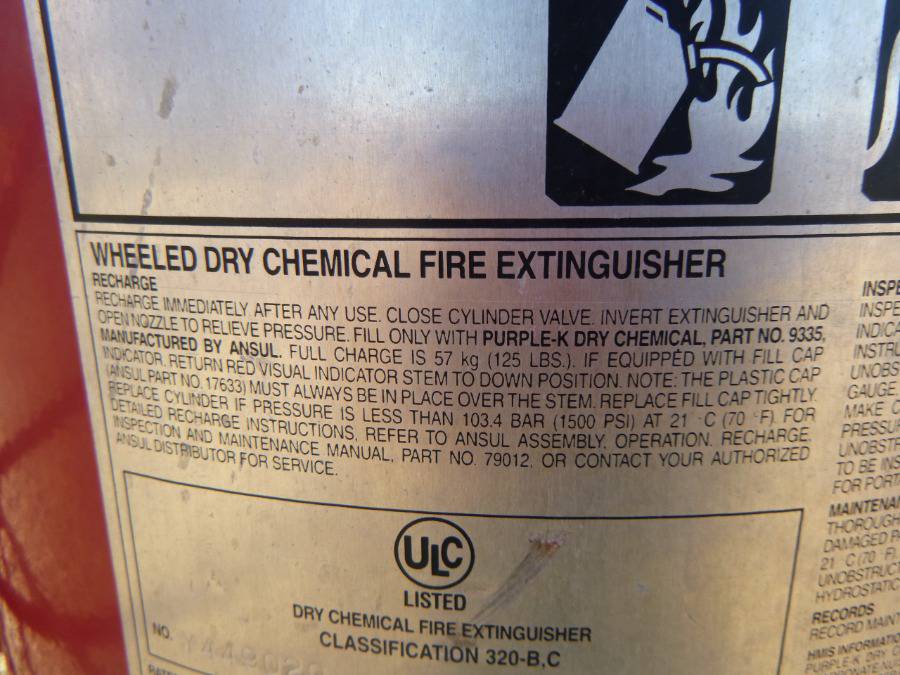 WHEELED DRY CHEMICAL FIRE EXTINGUISHER
RECHARGE
RECHARGE IMMEDIATELY AFTER ANY USE. CLOSE CYLINDER VALVE. INVERT EXTINGUISHER AND
OPEN NOZZLE TO RELIEVE PRESSURE. FILL ONLY WITH PURPLE-K DRY CHEMICAL, PART NO. 9335,
MANUFACTURED BY ANSUL. FULL CHARGE IS 57 kg (125 LBS.). IF EQUIPPED WITH FILL CAP
INDICATOR, RETURN RED VISUAL INDICATOR STEM TO DOWN POSITION. NOTE: THE PLASTIC CAP
(ANSUL PART NO. 17633) MUST ALWAYS BE IN PLACE OVER THE STEM. REPLACE FILL CAP TIGHTLY.
REPLACE CYLINDER IF PRESSURE IS LESS THAN 103.4 BAR (1500 PSI) AT 21 °C (70 °F). FOR
DETAILED RECHARGE INSTRUCTIONS, REFER TO ANSUL ASSEMBLY, OPERATION, RECHARGE,
INSPECTION AND MAINTENANCE MANUAL, PART NO. 79012, OR CONTACT YOUR AUTHORIZED
ANSUL DISTRIBUTOR FOR SERVICE.
ULC
LISTED
DRY CHEMICAL FIRE EXTINGUISHER
CLASSIFICATION 320-B,C
NO.
INSPE
INSPE
INDICA
INSTRU
UNOBS
GAUGE
MAKE C
PRESSUR
UNOBSTR
TO BE INS
FOR PORT
MAINTENA
THOROUGH
DAMAGED P
21 °C (70 °F)
UNOBSTRUCT
HYDROSTATIC
RECORDS
RECORD MAINT
HMIS INFORMATIO
PURPLE-K DRY C